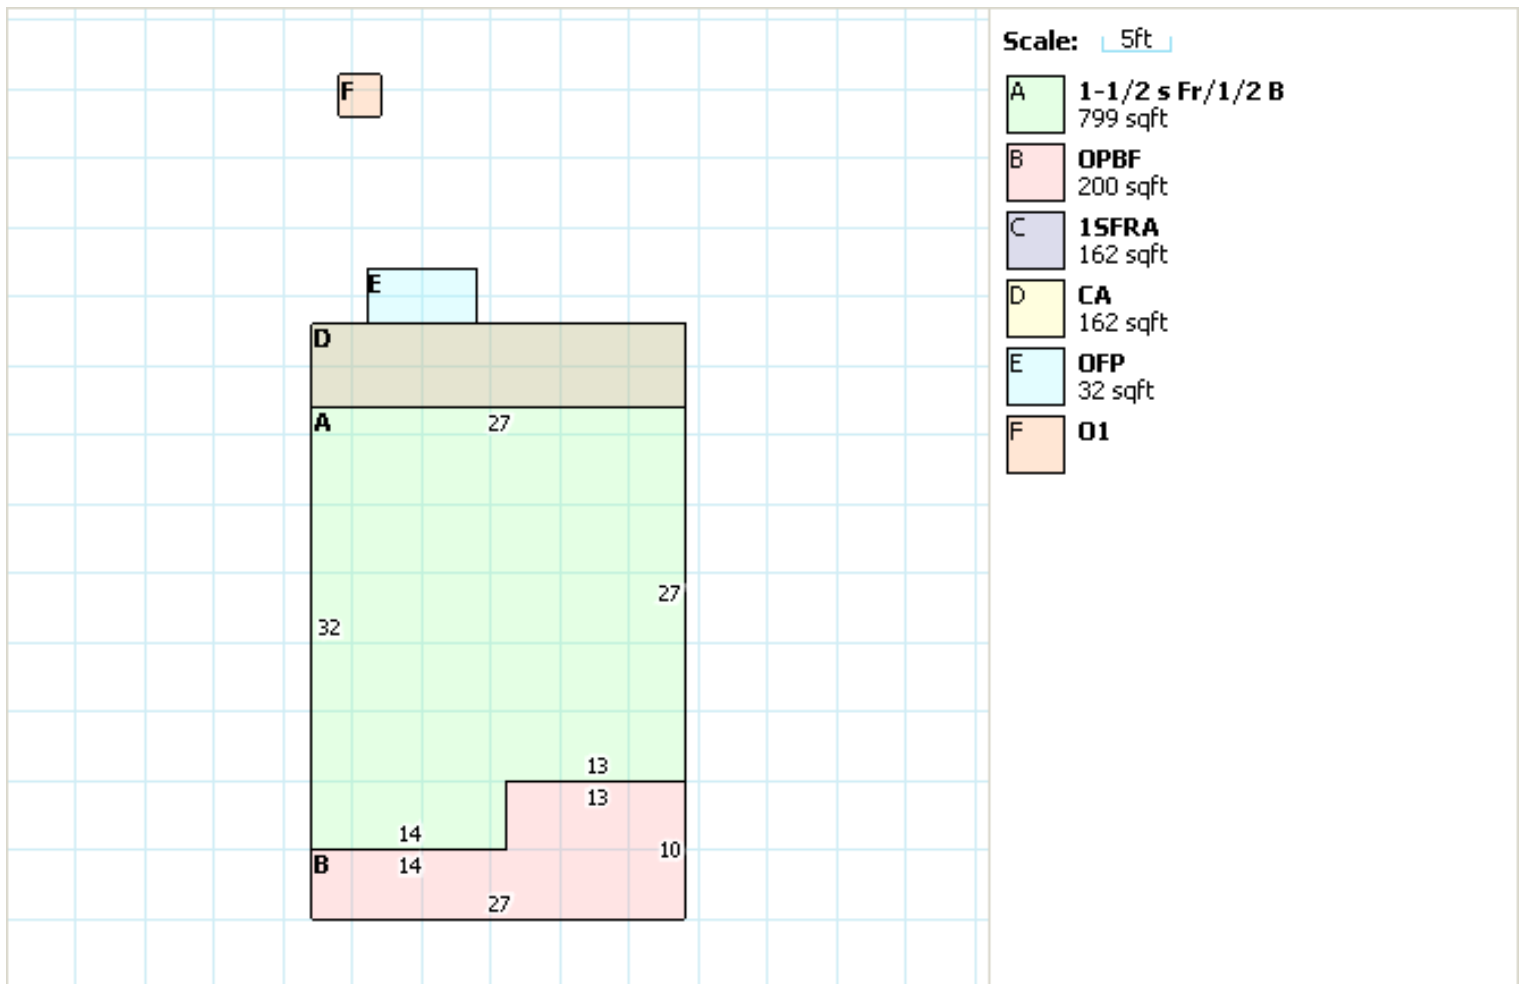 Scale: 5ft
A 1-1/2 s Fr/1/2 B
799 sqft
B OPBF
200 sqft
C 1SFRA
162 sqft
D CA
162 sqft
E OFP
32 sqft
F O1
F
E
D
A
27
27
32
13
13
14
10
B
14
27